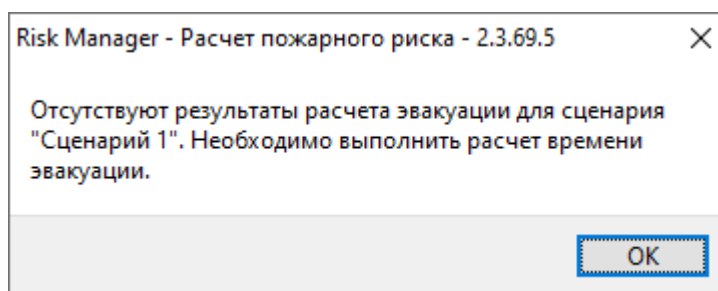 Risk Manager - Расчет пожарного риска - 2.3.69.5
Отсутствуют результаты расчета эвакуации для сценария
"Сценарий 1". Необходимо выполнить расчет времени
эвакуации.
OK